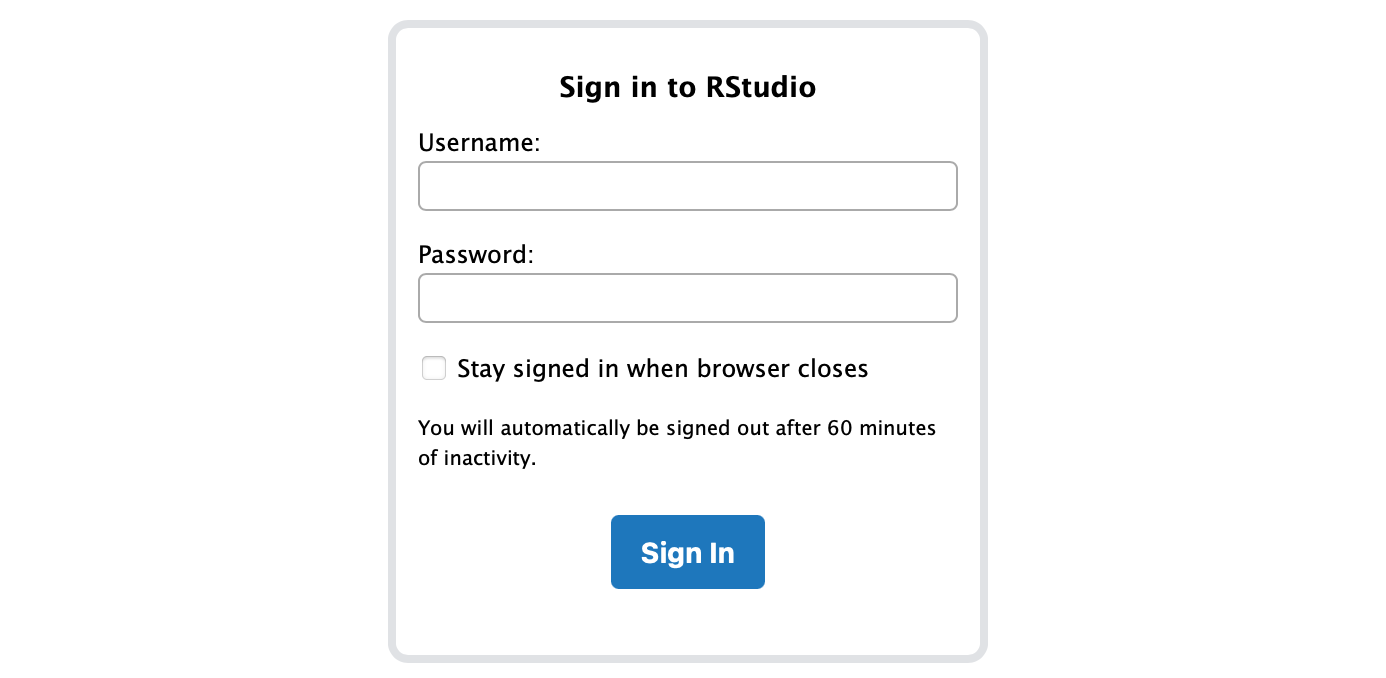 Sign in to RStudio
Username:
Password:
Stay signed in when browser closes
You will automatically be signed out after 60 minutes
of inactivity.
Sign In